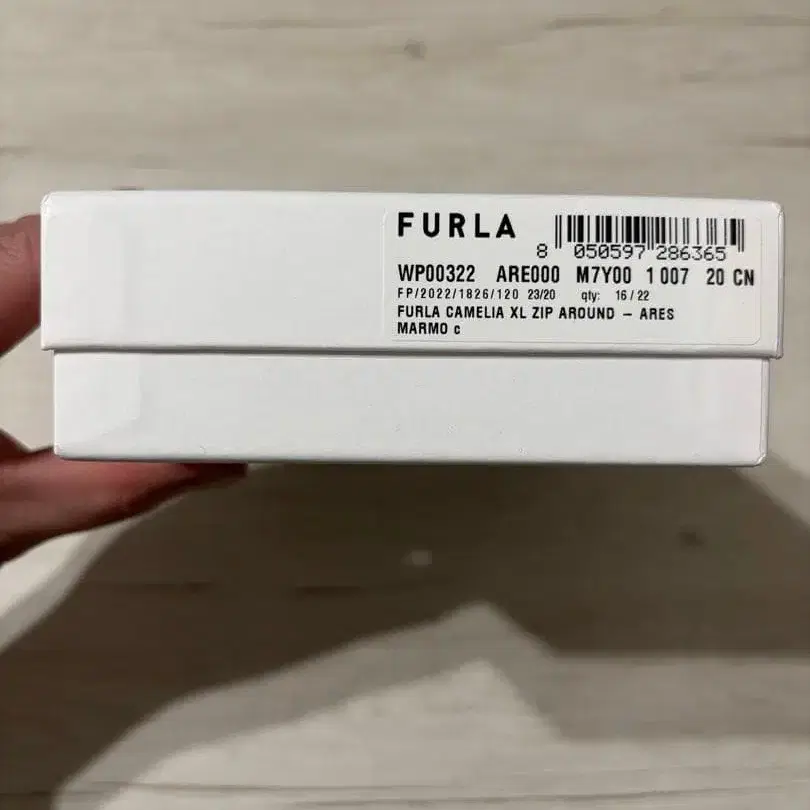 FURLA
8 050597 286365
WP00322 ARE000 M7Y00 1 007 20 CN
FP/2022/1826/120 23/20 qty: 16/22
FURLA CAMELIA XL ZIP AROUND – ARES
MARMO c